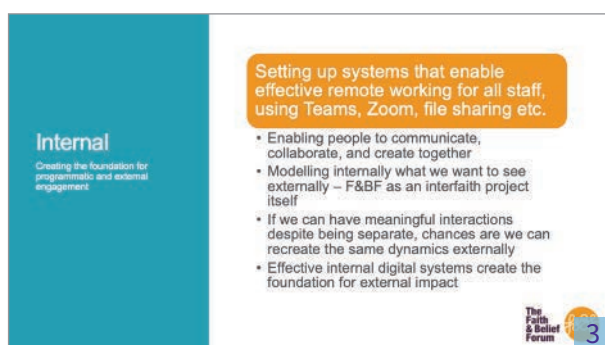 Internal
Creating the foundation for
programmatic and external
engagement
Setting up systems that enable
effective remote working for all staff,
using Teams, Zoom, file sharing etc.
• Enabling people to communicate,
collaborate, and create together
• Modelling internally what we want to see
externally – F&BF as an interfaith project
itself
• If we can have meaningful interactions
despite being separate, chances are we can
recreate the same dynamics externally
• Effective internal digital systems create the
foundation for external impact
The
Faith
& Belief
Forum
3